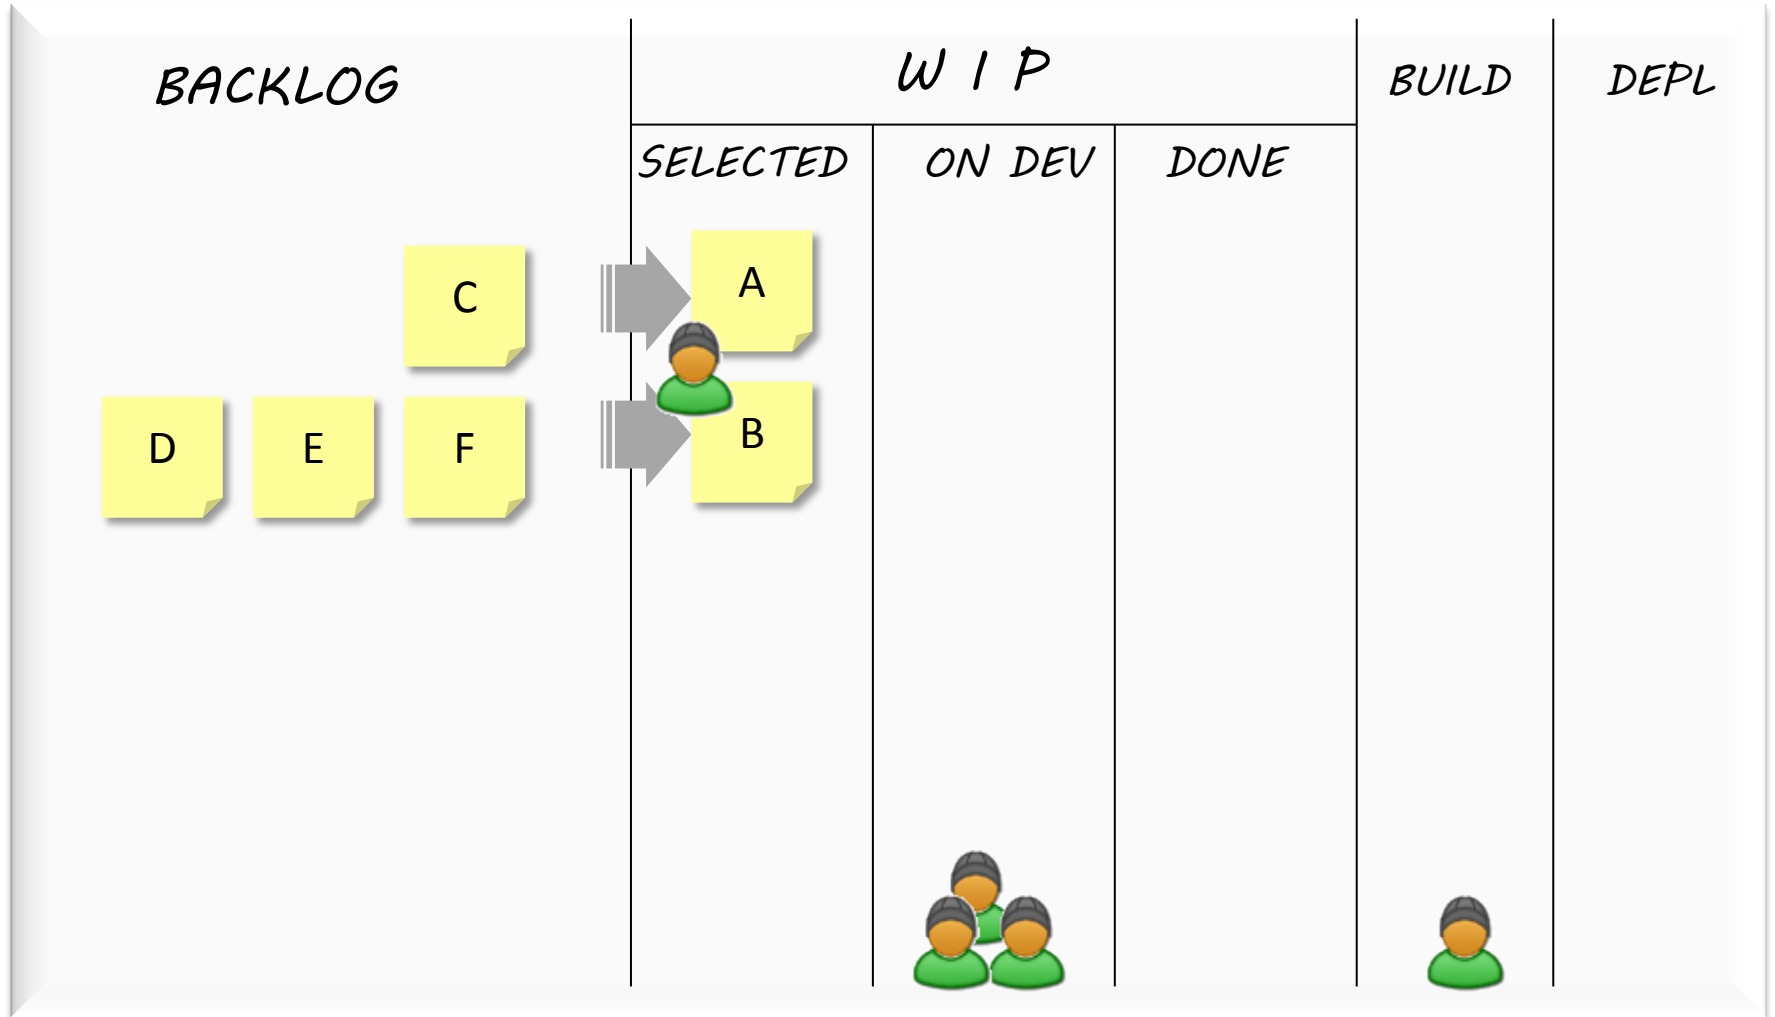 BACKLOG
W I P
BUILD
DEPL
SELECTED
ON DEV
DONE
C
A
D
E
F
B